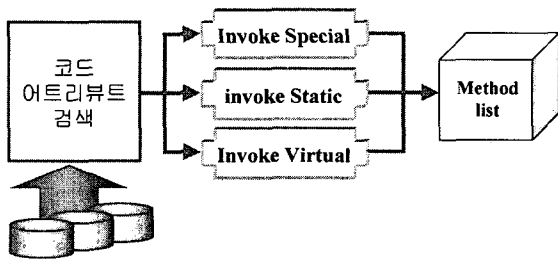 코드
어트리뷰트
검색
Invoke Special
invoke Static
Invoke Virtual
Method
list